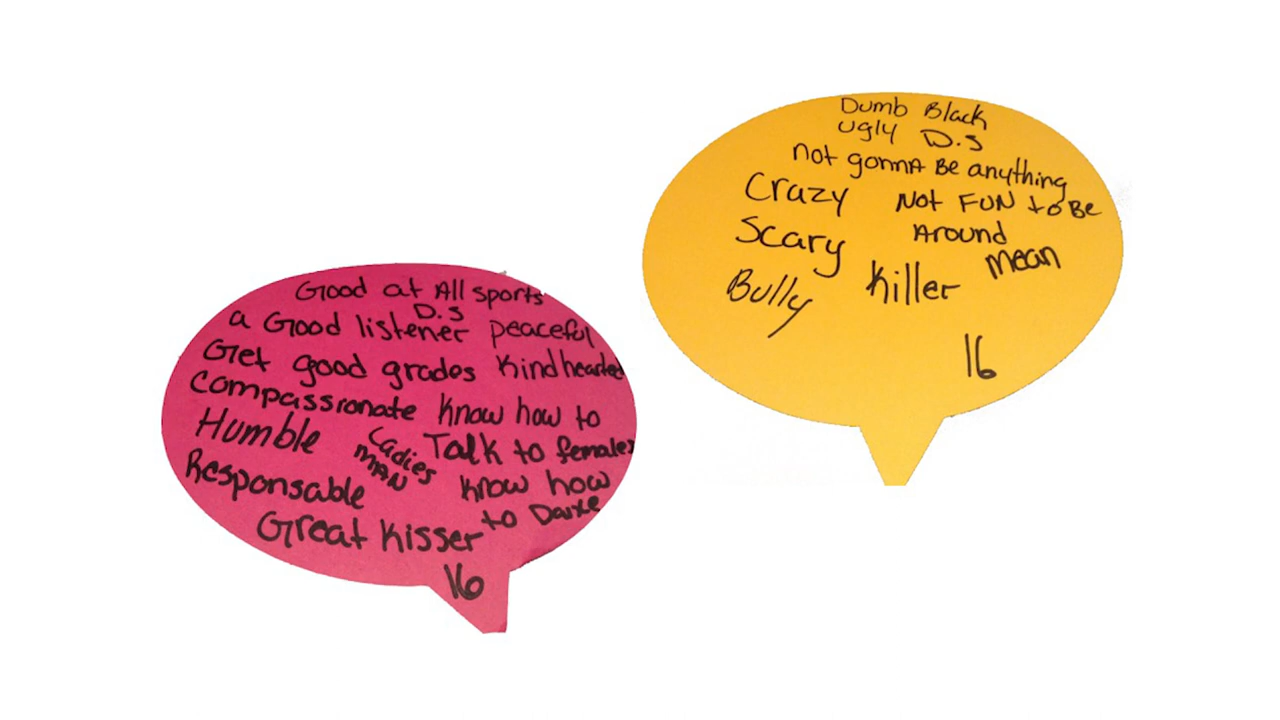 Good at All sports
D.S
a Good listener peaceful
Get good grades Kindhearted
Compassionate know how to
Humble Ladies MAN Talk to females
Responsable know how
Great Kisser to Dance
16
Dumb Black
ugly D.S
not gonnA Be anything
Crazy Not FUN to Be
Scary Around
Bully Killer Mean
16